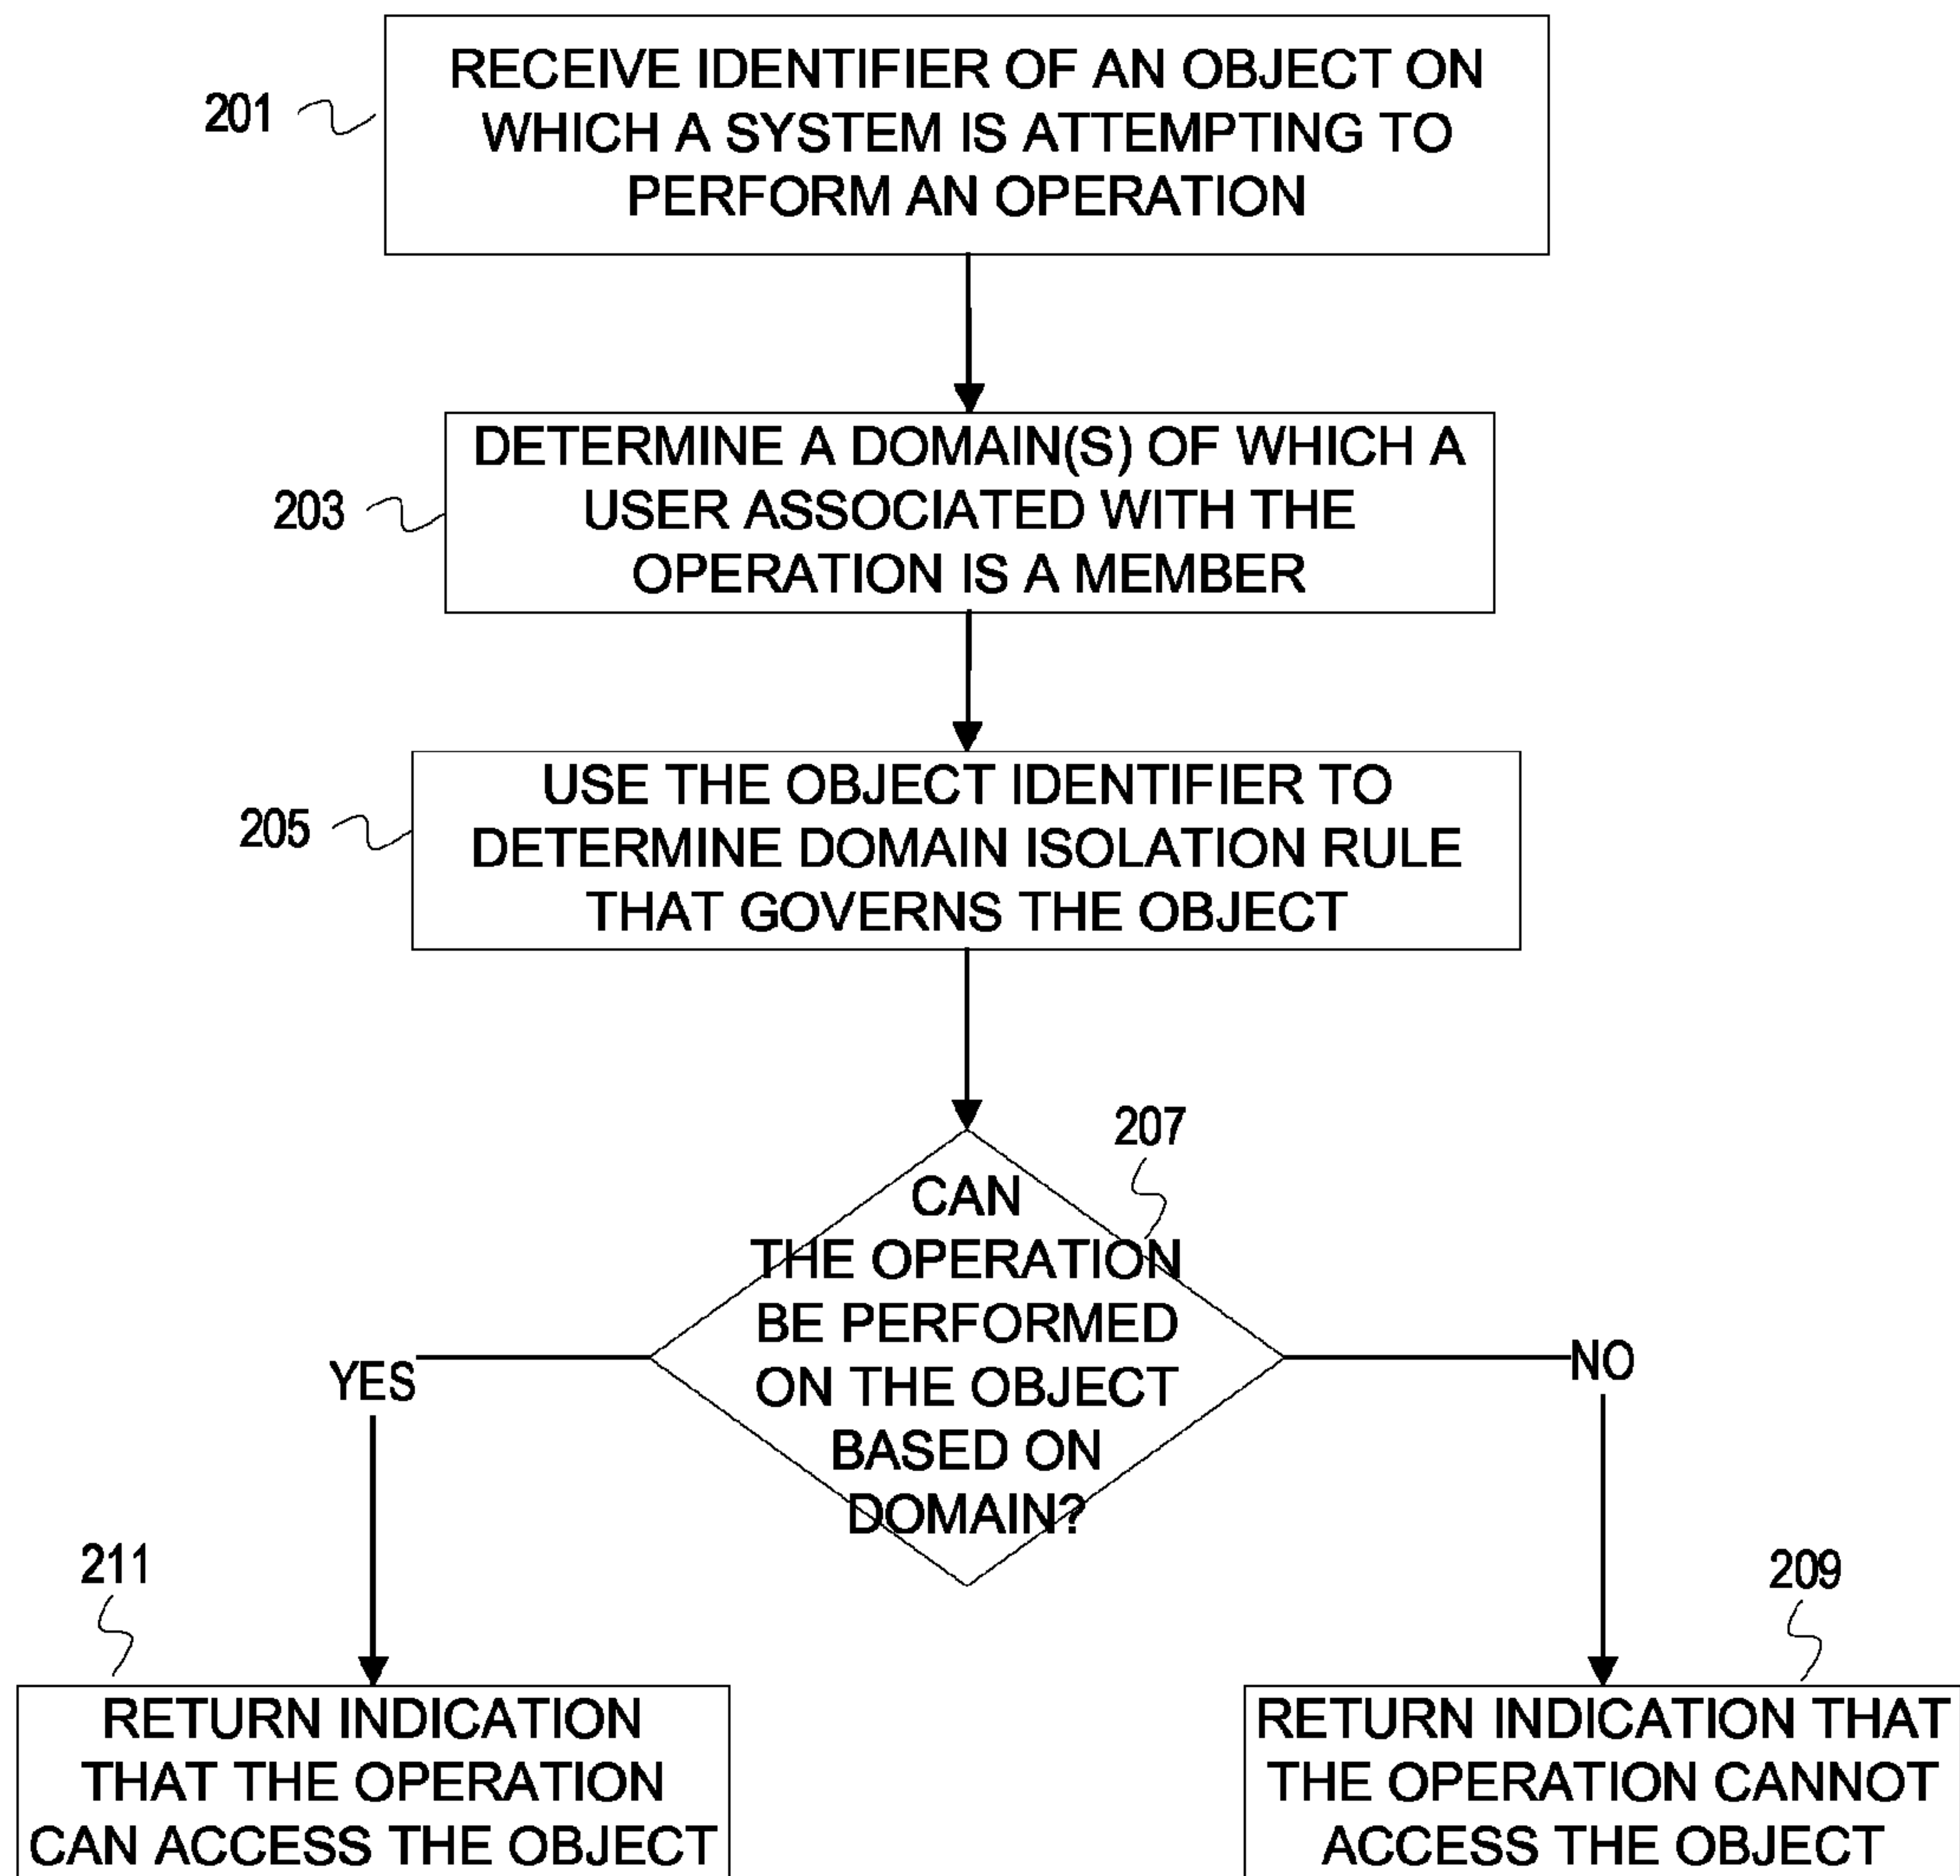 201
RECEIVE IDENTIFIER OF AN OBJECT ON
WHICH A SYSTEM IS ATTEMPTING TO
PERFORM AN OPERATION
203
DETERMINE A DOMAIN(S) OF WHICH A
USER ASSOCIATED WITH THE
OPERATION IS A MEMBER
205
USE THE OBJECT IDENTIFIER TO
DETERMINE DOMAIN ISOLATION RULE
THAT GOVERNS THE OBJECT
207
CAN
THE OPERATION
BE PERFORMED
ON THE OBJECT
BASED ON
DOMAIN?
YES
NO
211
RETURN INDICATION
THAT THE OPERATION
CAN ACCESS THE OBJECT
209
RETURN INDICATION THAT
THE OPERATION CANNOT
ACCESS THE OBJECT